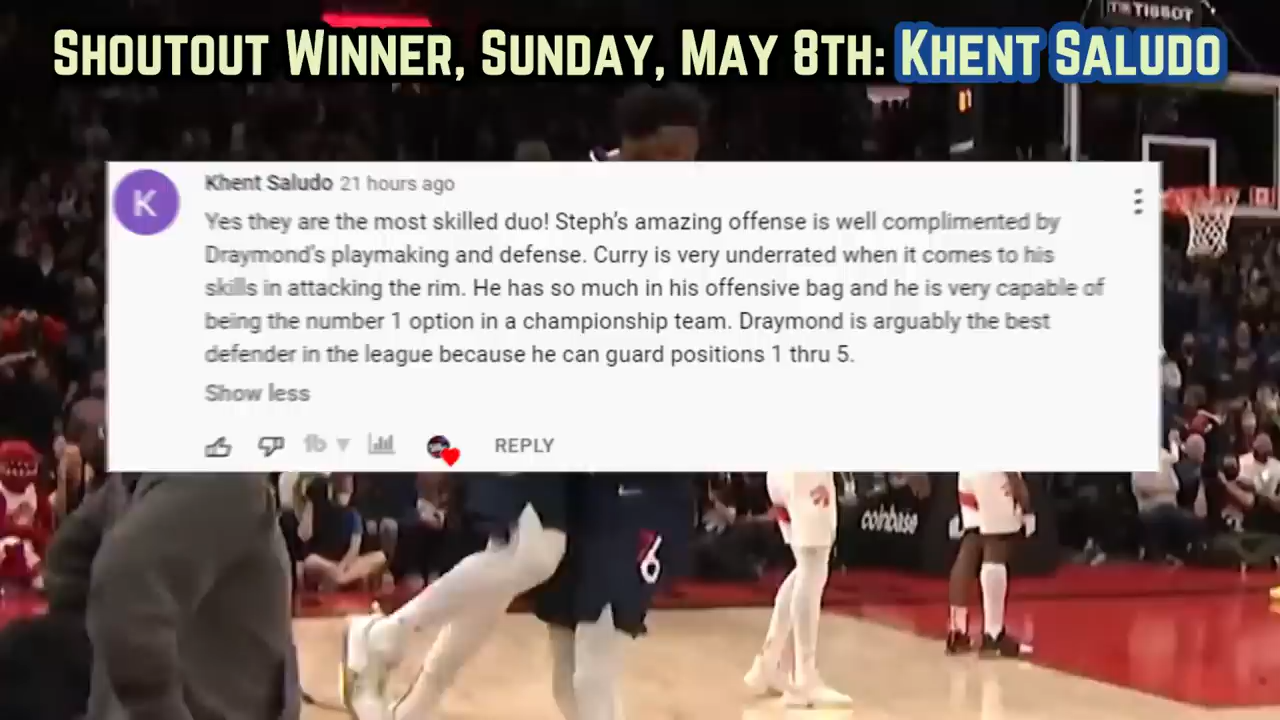 TISSOT
SHOUTOUT WINNER, SUNDAY, MAY 8TH: KHENT SALUDO
K
Khent Saludo 21 hours ago
Yes they are the most skilled duo! Steph's amazing offense is well complimented by
Draymond's playmaking and defense. Curry is very underrated when it comes to his
skills in attacking the rim. He has so much in his offensive bag and he is very capable of
being the number 1 option in a championship team. Draymond is arguably the best
defender in the league because he can guard positions 1 thru 5.
Show less
REPLY
coinbase
6